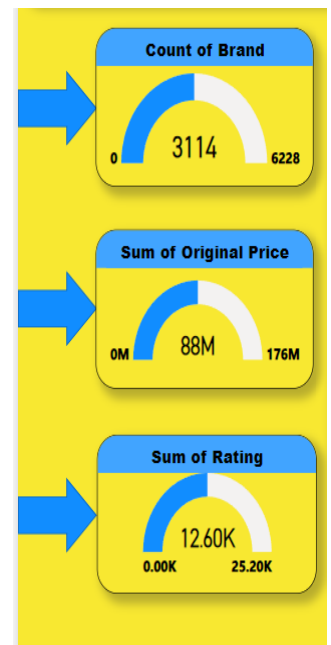 Count of Brand
3114
0 6228
Sum of Original Price
88M
0M 176M
Sum of Rating
12.60K
0.00K 25.20K